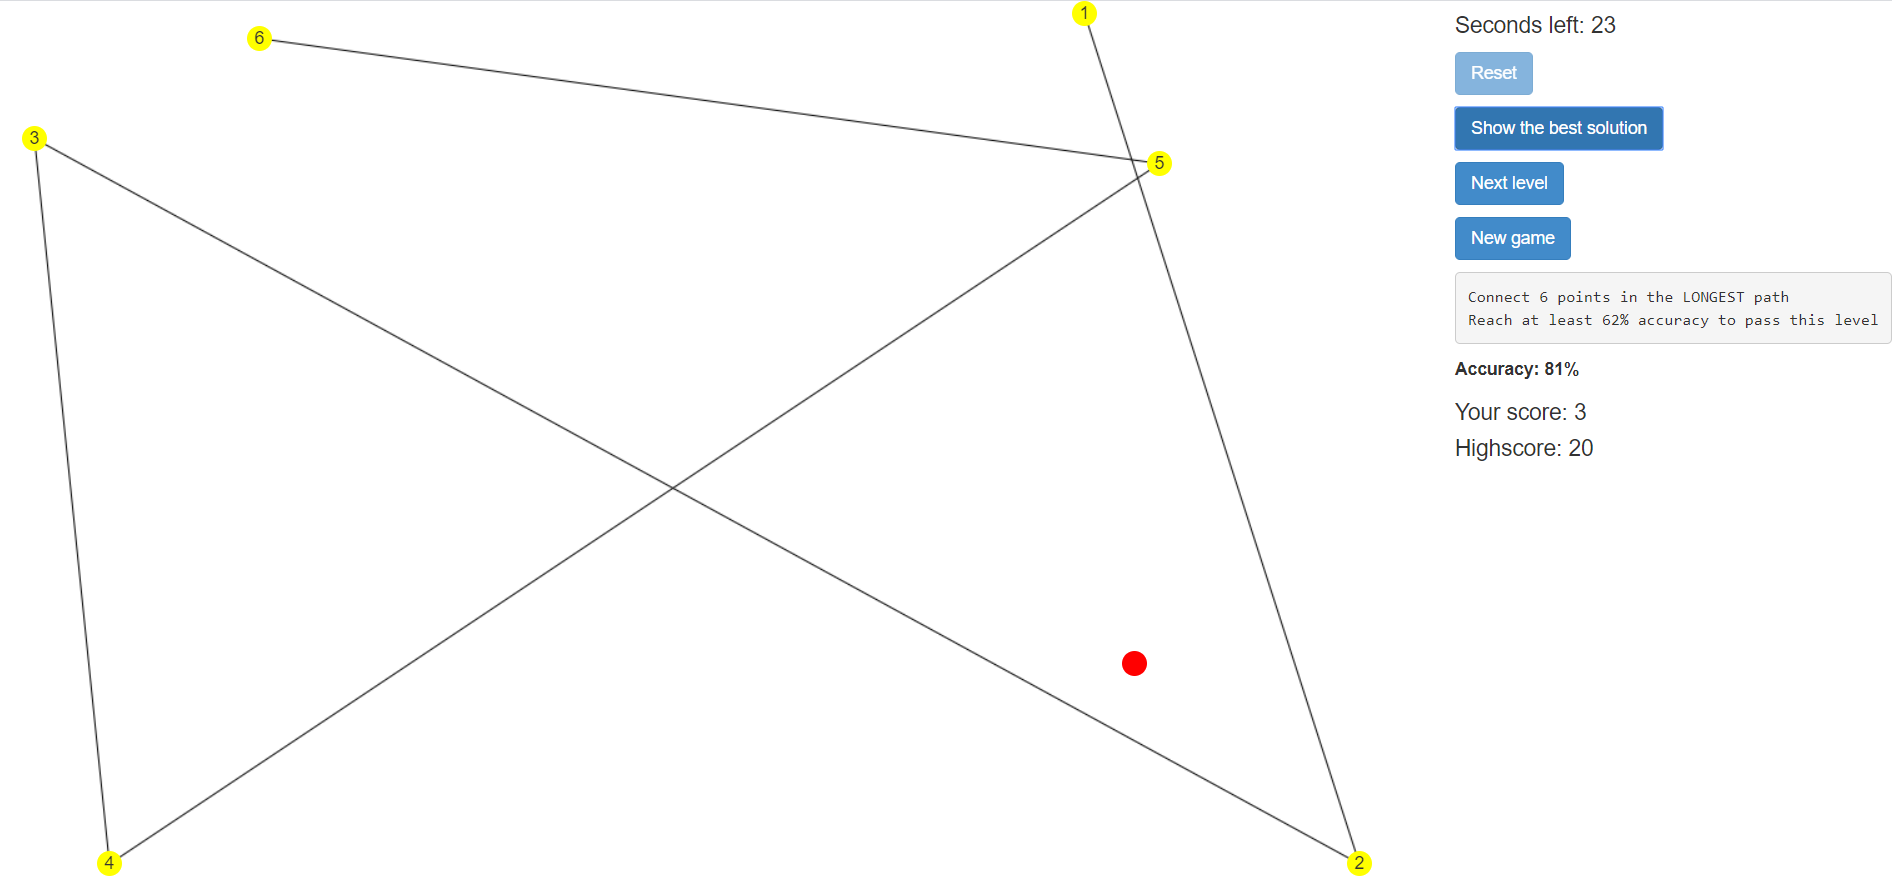 1
6
3
5
4
2
Seconds left: 23
Reset
Show the best solution
Next level
New game
Connect 6 points in the LONGEST path
Reach at least 62% accuracy to pass this level
Accuracy: 81%
Your score: 3
Highscore: 20